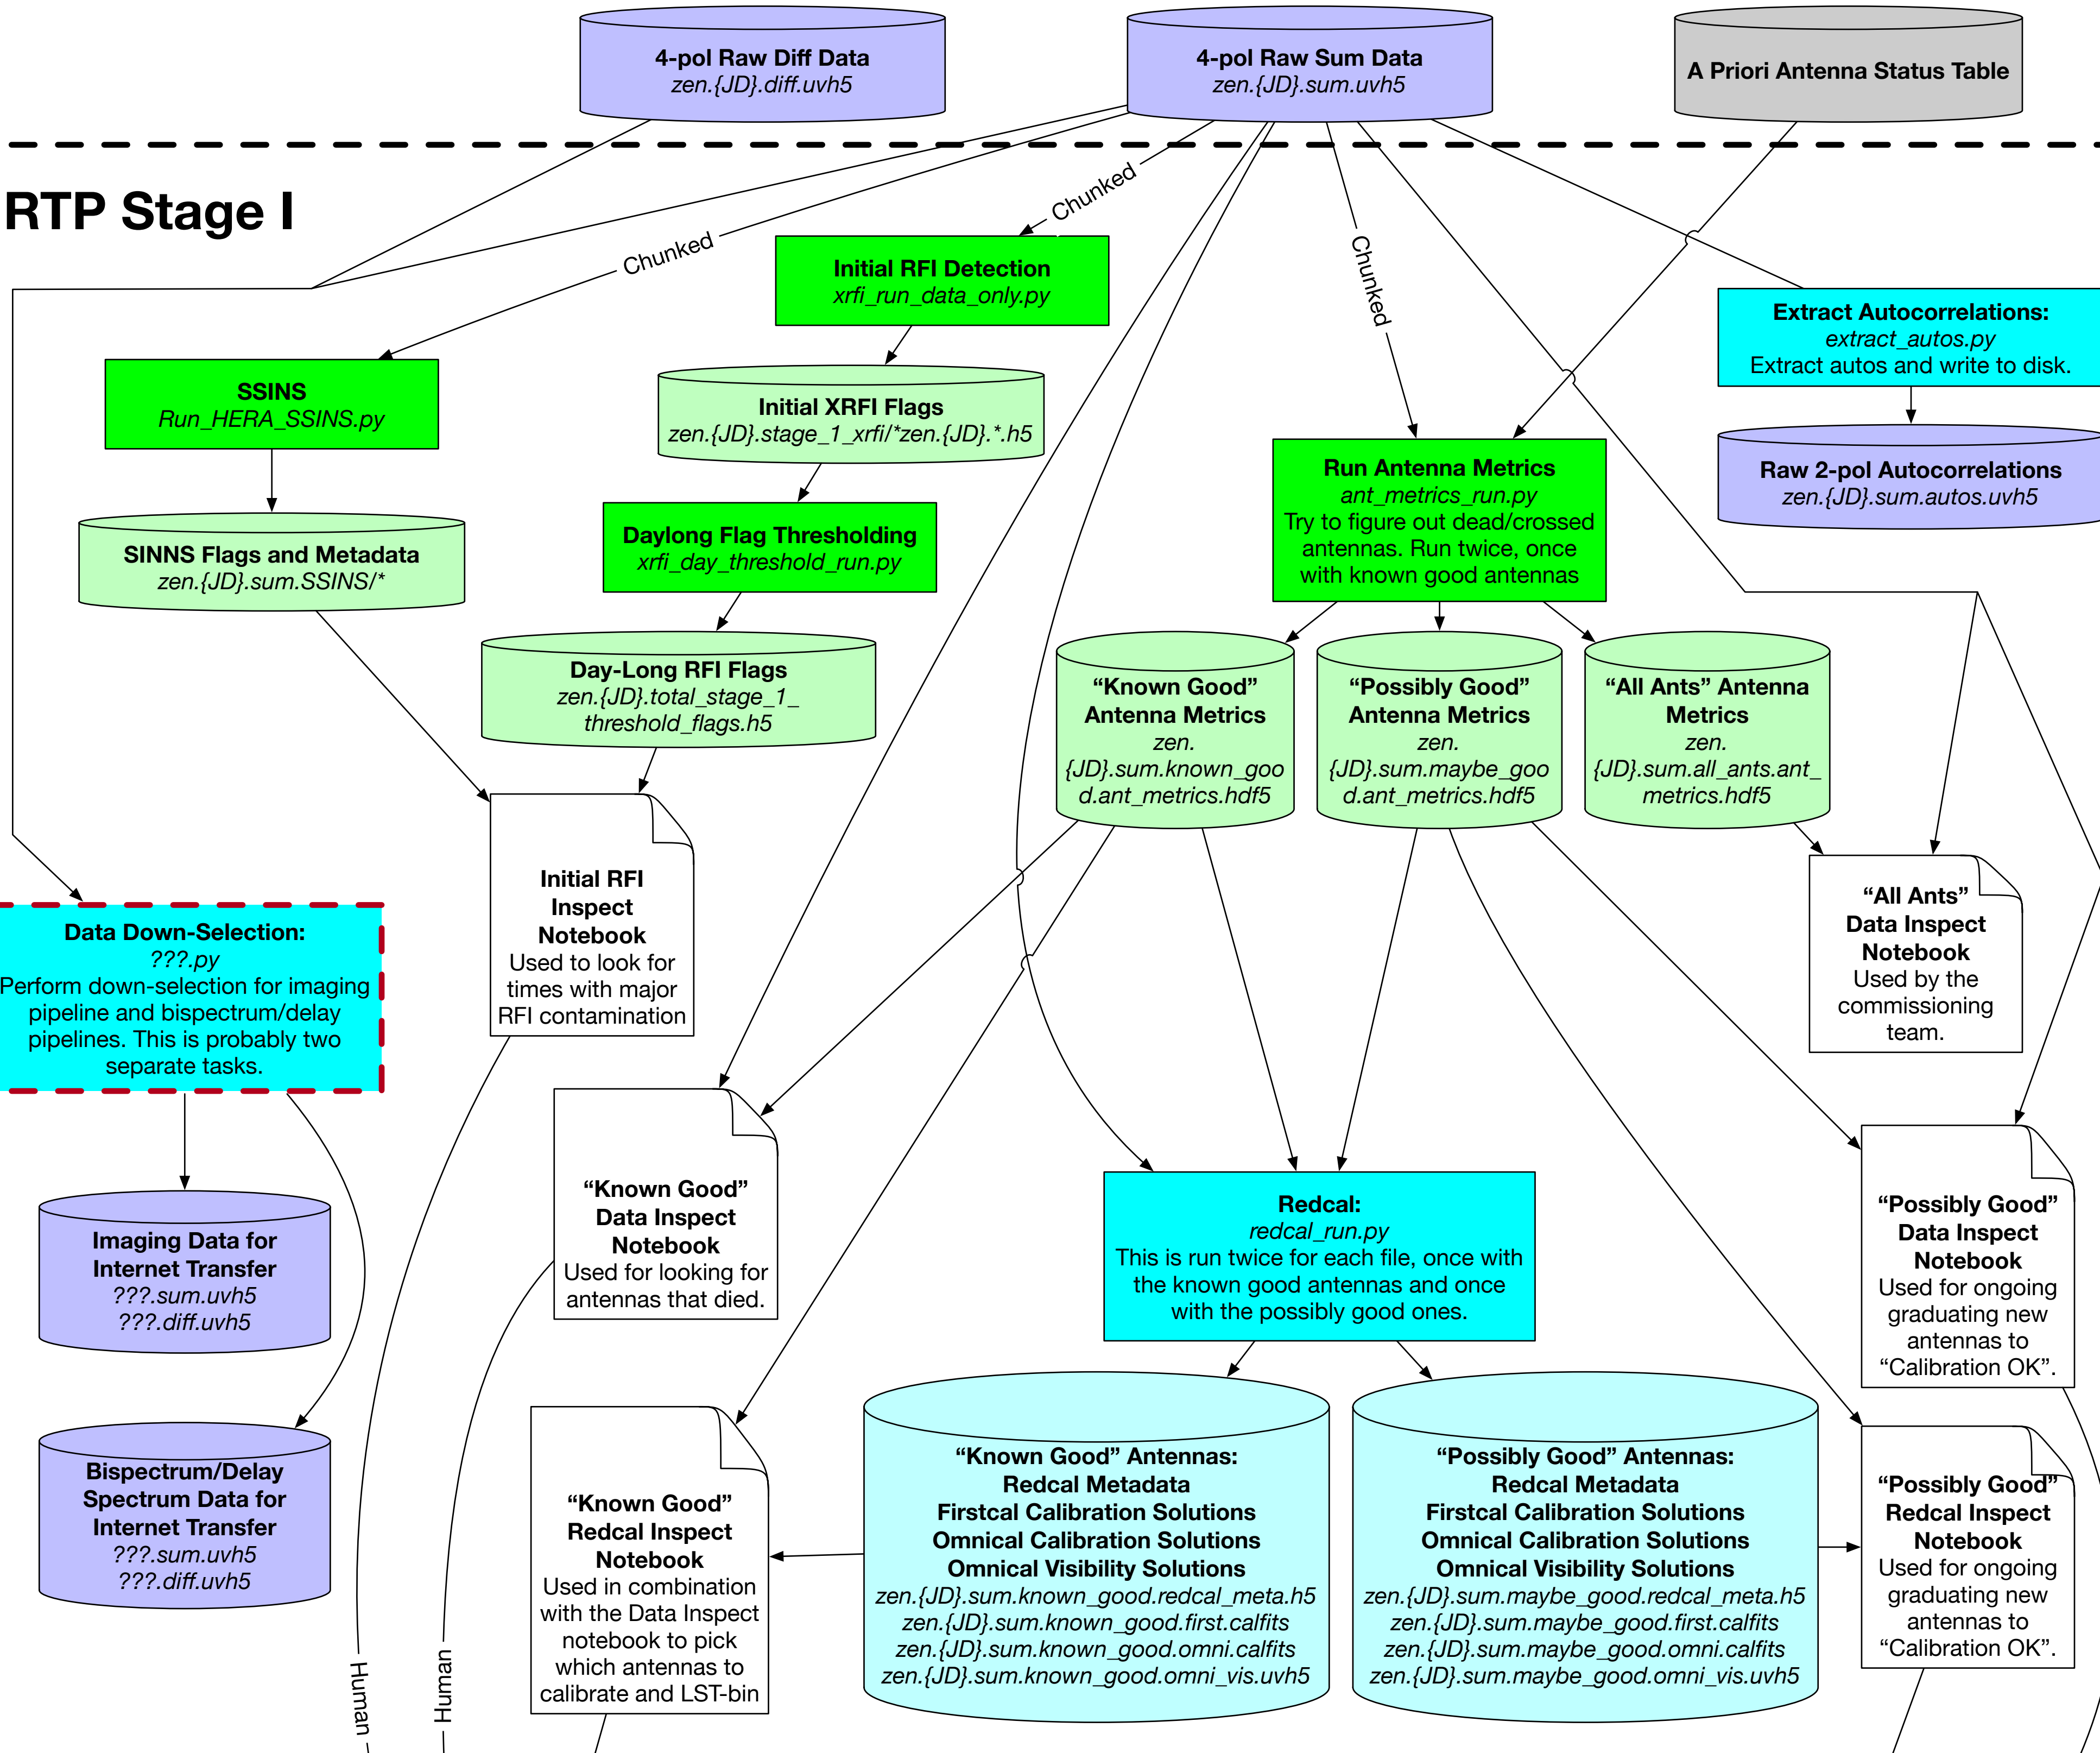 4-pol Raw Diff Data
zen.{JD}.diff.uvh5
4-pol Raw Sum Data
zen.{JD}.sum.uvh5
A Priori Antenna Status Table
RTP Stage I
Chunked
Chunked
Chunked
Initial RFI Detection
xrfi_run_data_only.py
Extract Autocorrelations:
extract_autos.py
Extract autos and write to disk.
SSINS
Run_HERA_SSINS.py
Initial XRFI Flags
zen.{JD}.stage_1_xrfi/*zen.{JD}.*.h5
Run Antenna Metrics
ant_metrics_run.py
Try to figure out dead/crossed
antennas. Run twice, once
with known good antennas
Raw 2-pol Autocorrelations
zen.{JD}.sum.autos.uvh5
Daylong Flag Thresholding
xrfi_day_threshold_run.py
SINNS Flags and Metadata
zen.{JD}.sum.SSINS/*
Day-Long RFI Flags
zen.{JD}.total_stage_1_
threshold_flags.h5
“Known Good”
Antenna Metrics
zen.
{JD}.sum.known_goo
d.ant_metrics.hdf5
“Possibly Good”
Antenna Metrics
zen.
{JD}.sum.maybe_goo
d.ant_metrics.hdf5
“All Ants” Antenna
Metrics
zen.
{JD}.sum.all_ants.ant_
metrics.hdf5
Initial RFI
Inspect
Notebook
Used to look for
times with major
RFI contamination
“All Ants”
Data Inspect
Notebook
Used by the
commissioning
team.
Data Down-Selection:
???.py
Perform down-selection for imaging
pipeline and bispectrum/delay
pipelines. This is probably two
separate tasks.
“Known Good”
Data Inspect
Notebook
Used for looking for
antennas that died.
Redcal:
redcal_run.py
This is run twice for each file, once with
the known good antennas and once
with the possibly good ones.
“Possibly Good”
Data Inspect
Notebook
Used for ongoing
graduating new
antennas to
“Calibration OK”.
Imaging Data for
Internet Transfer
???.sum.uvh5
???.diff.uvh5
Bispectrum/Delay
Spectrum Data for
Internet Transfer
???.sum.uvh5
???.diff.uvh5
“Known Good”
Redcal Inspect
Notebook
Used in combination
with the Data Inspect
notebook to pick
which antennas to
calibrate and LST-bin
“Known Good” Antennas:
Redcal Metadata
Firstcal Calibration Solutions
Omnical Calibration Solutions
Omnical Visibility Solutions
zen.{JD}.sum.known_good.redcal_meta.h5
zen.{JD}.sum.known_good.first.calfits
zen.{JD}.sum.known_good.omni.calfits
zen.{JD}.sum.known_good.omni_vis.uvh5
“Possibly Good” Antennas:
Redcal Metadata
Firstcal Calibration Solutions
Omnical Calibration Solutions
Omnical Visibility Solutions
zen.{JD}.sum.maybe_good.redcal_meta.h5
zen.{JD}.sum.maybe_good.first.calfits
zen.{JD}.sum.maybe_good.omni.calfits
zen.{JD}.sum.maybe_good.omni_vis.uvh5
“Possibly Good”
Redcal Inspect
Notebook
Used for ongoing
graduating new
antennas to
“Calibration OK”.
Human
Human